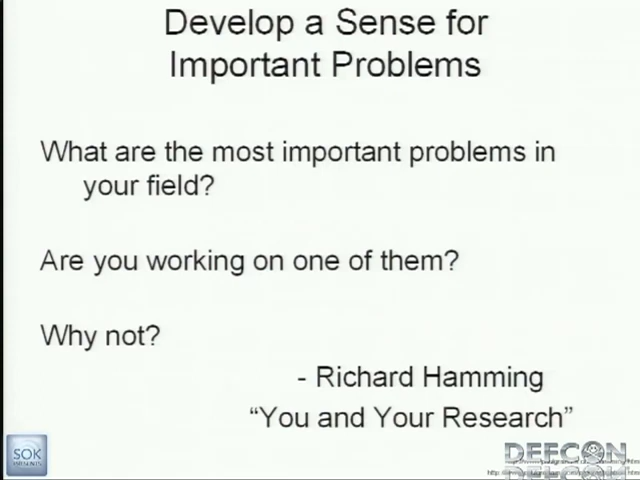 Develop a Sense for
Important Problems
What are the most important problems in
your field?
Are you working on one of them?
Why not?
- Richard Hamming
“You and Your Research”
SOK
DEFCON